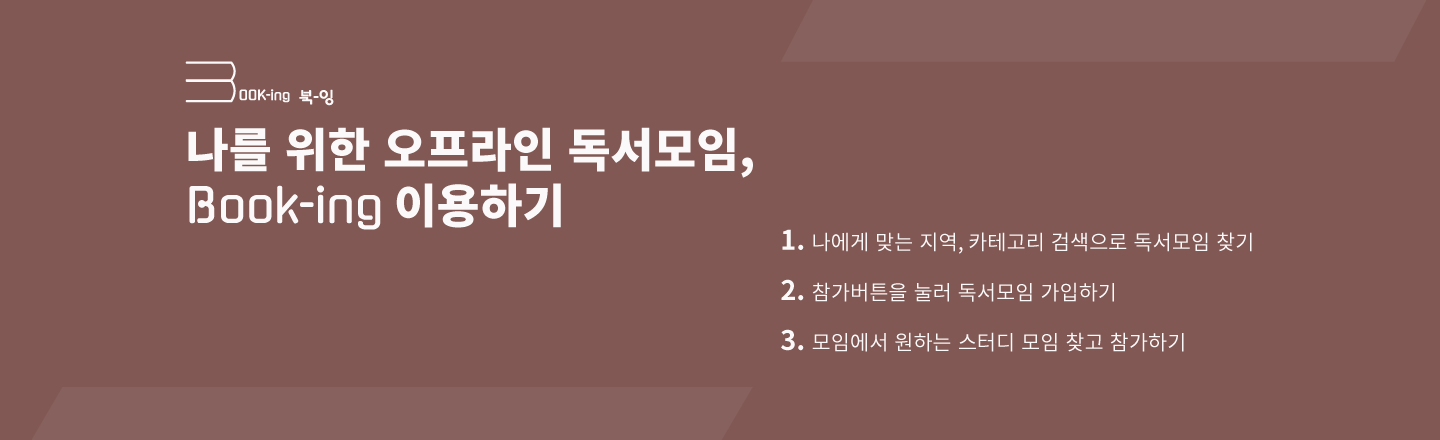 Book-ing 북-잉
나를 위한 오프라인 독서모임,
Book-ing 이용하기
1. 나에게 맞는 지역, 카테고리 검색으로 독서모임 찾기
2. 참가버튼을 눌러 독서모임 가입하기
3. 모임에서 원하는 스터디 모임 찾고 참가하기